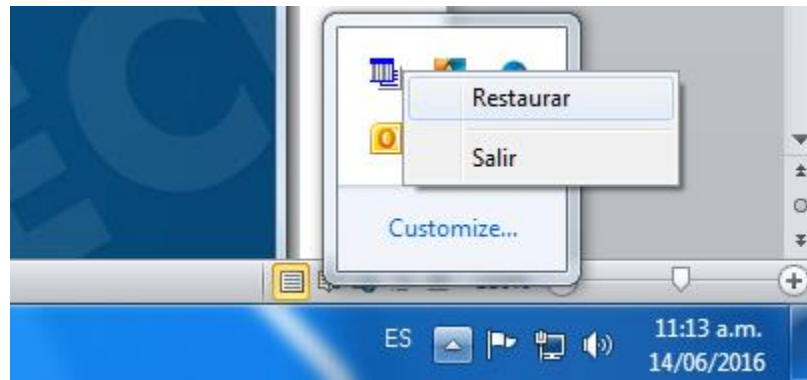 Restaurar
Salir
Customize...
ES
11:13 a.m.
14/06/2016